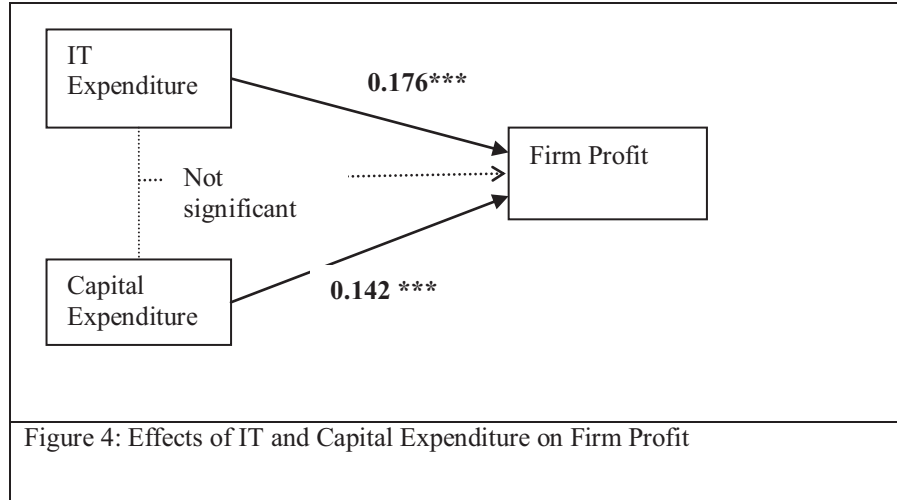 IT
Expenditure
0.176***
Firm Profit
Not
significant
Capital
Expenditure
0.142 ***
Figure 4: Effects of IT and Capital Expenditure on Firm Profit